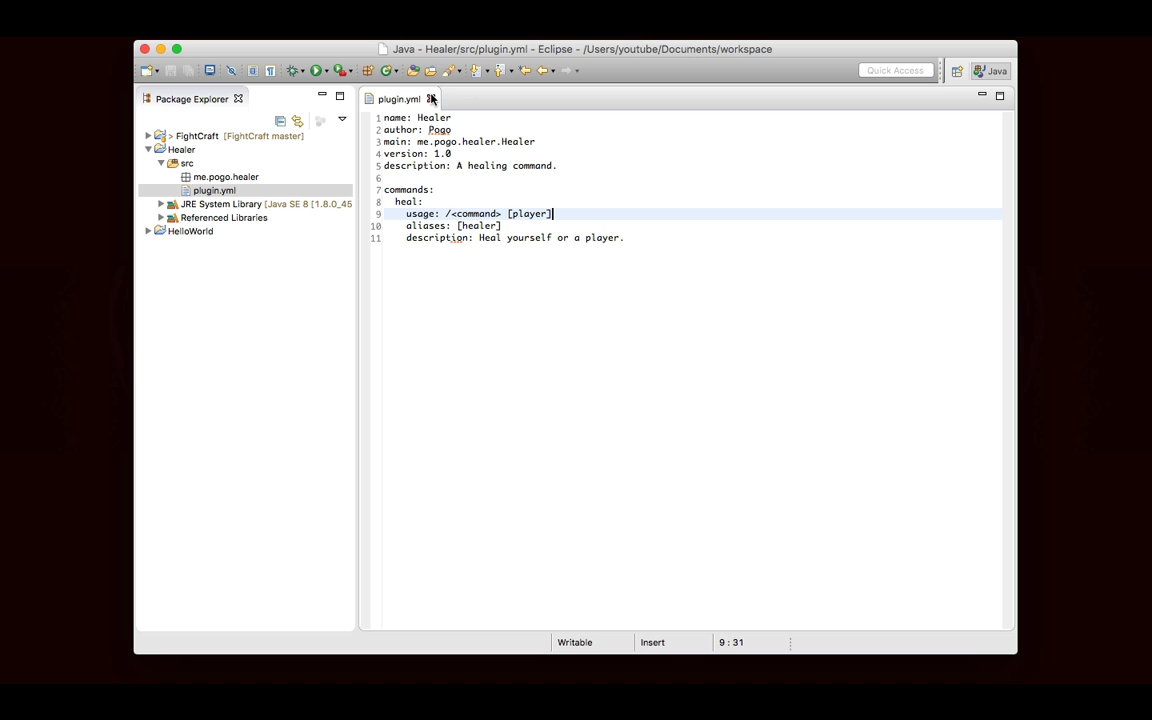 Java - Healer/src/plugin.yml - Eclipse - /Users/youtube/Documents/workspace
Quick Access
Java
Package Explorer
plugin.yml
> FightCraft [FightCraft master]
Healer
src
me.pogo.healer
plugin.yml
JRE System Library [Java SE 8 [1.8.0_45
Referenced Libraries
HelloWorld
1 name: Healer
2 author: Pogo
3 main: me.pogo.healer.Healer
4 version: 1.0
5 description: A healing command.
6
7 commands:
8 heal:
9 usage: /<command> [player]
10 aliases: [healer]
11 description: Heal yourself or a player.
Writable
Insert
9 : 31